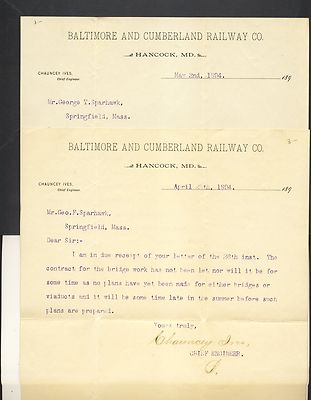 3-
BALTIMORE AND CUMBERLAND RAILWAY CO.
HANCOCK, MD.
CHAUNCEY IVES,
Chief Engineer.
May 2nd, 1894. 189
Mr. George T. Sparhawk,
Springfield, Mass.
3-
BALTIMORE AND CUMBERLAND RAILWAY CO.
HANCOCK, MD.
CHAUNCEY IVES,
Chief Engineer.
April th, 1894. 189
Mr. Geo. F. Sparhawk,
Springfield, Mass.
Dear Sir:-
I am in due receipt of your letter of the 28th inst. The
contract for the bridge work has not been let nor will it be for
some time as no plans have yet been made for either bridges or
viaducts and it will be some time late in the summer before such
plans are prepared.
Yours truly,
Chauncey Ives,
CHIEF ENGINEER.